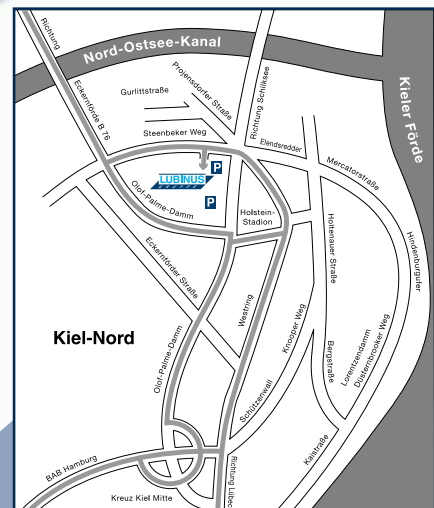 Richtung
Nord-Ostsee-Kanal
Eckernförde B 76
Gurlittstraße
Projensdorfer Straße
Richtung Schilksee
Kieler Förde
Steenbeker Weg
Elendsredder
Mercatorstraße
LUBINUS
P
P
Olof-Palme-Damm
Holstein-
Stadion
Holtenauer Straße
Hindenburgufer
Eckernförder Straße
Westring
Knooper Weg
Kiel-Nord
Olof-Palme-Damm
Bergstraße
Lorentzendamm
Düsternbrooker Weg
Schützenwall
Kaistraße
BAB Hamburg
Richtung Lübec
Kreuz Kiel Mitte